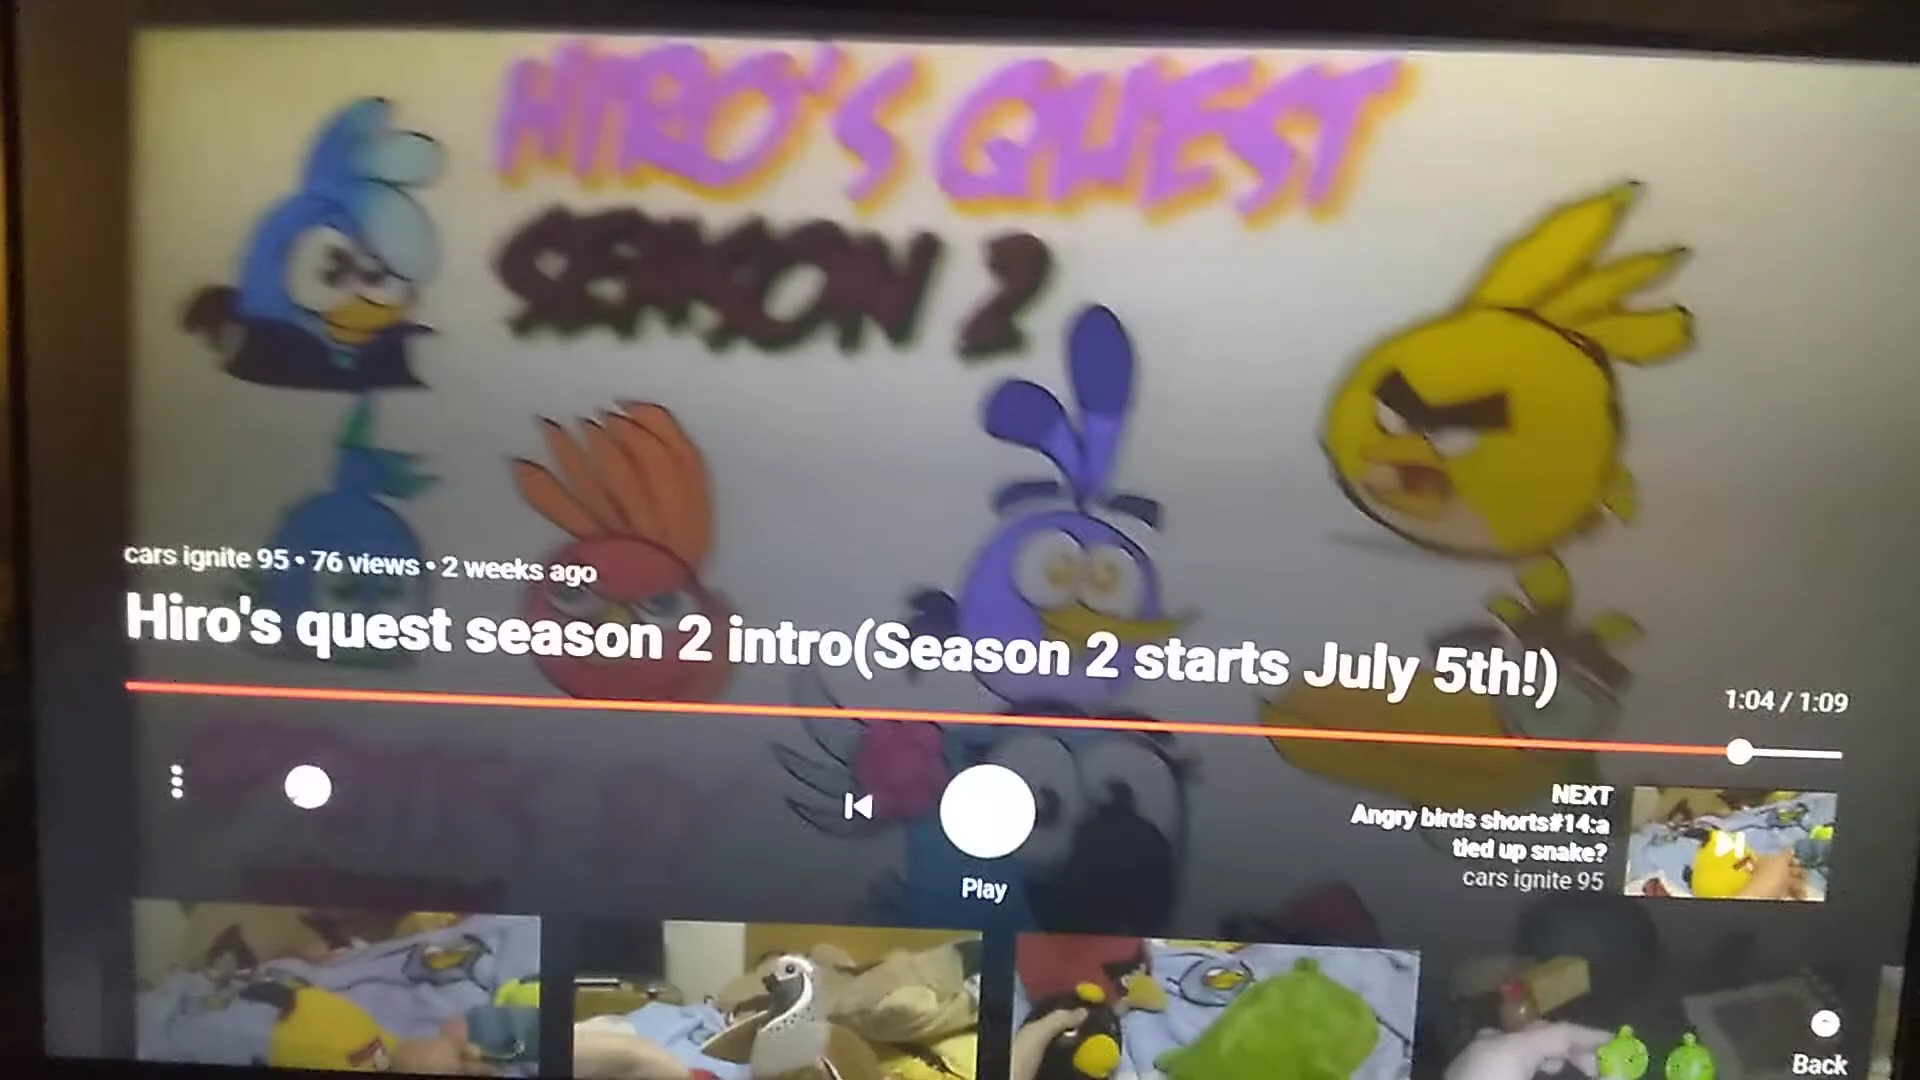 HIRO'S QUEST
SEASON 2
cars ignite 95 • 76 views • 2 weeks ago
Hiro's quest season 2 intro(Season 2 starts July 5th!)
1:04 / 1:09
NEXT
Angry birds shorts#14:a
tied up snake?
cars ignite 95
Play
Back